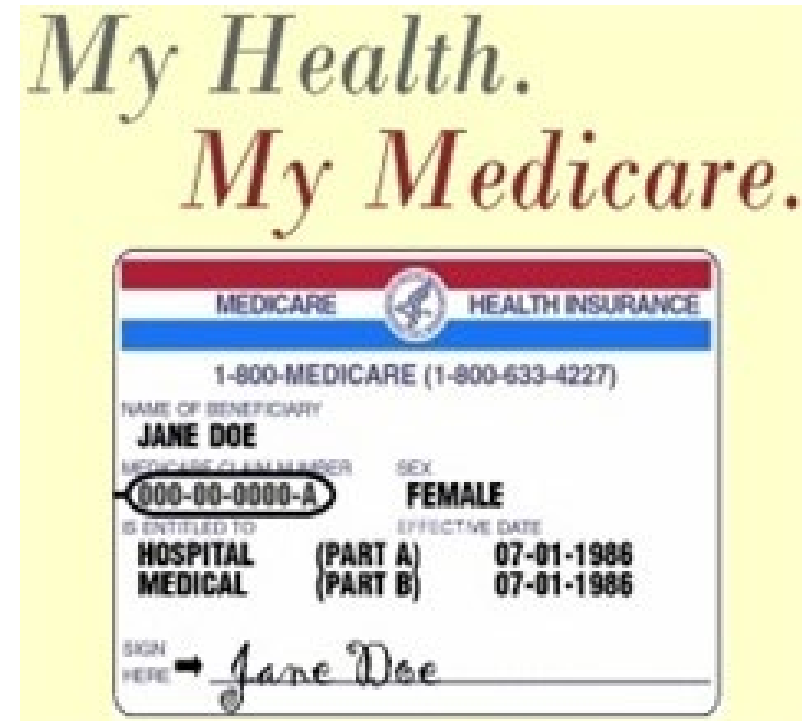 My Health.
My Medicare.
MEDICARE HEALTH INSURANCE
1-800-MEDICARE (1-800-633-4227)
NAME OF BENEFICIARY
JANE DOE
MEDICARE CLAIM NUMBER SEX
000-00-0000-A FEMALE
IS ENTITLED TO EFFECTIVE DATE
HOSPITAL (PART A) 07-01-1986
MEDICAL (PART B) 07-01-1986
SIGN
HERE Jane Doe